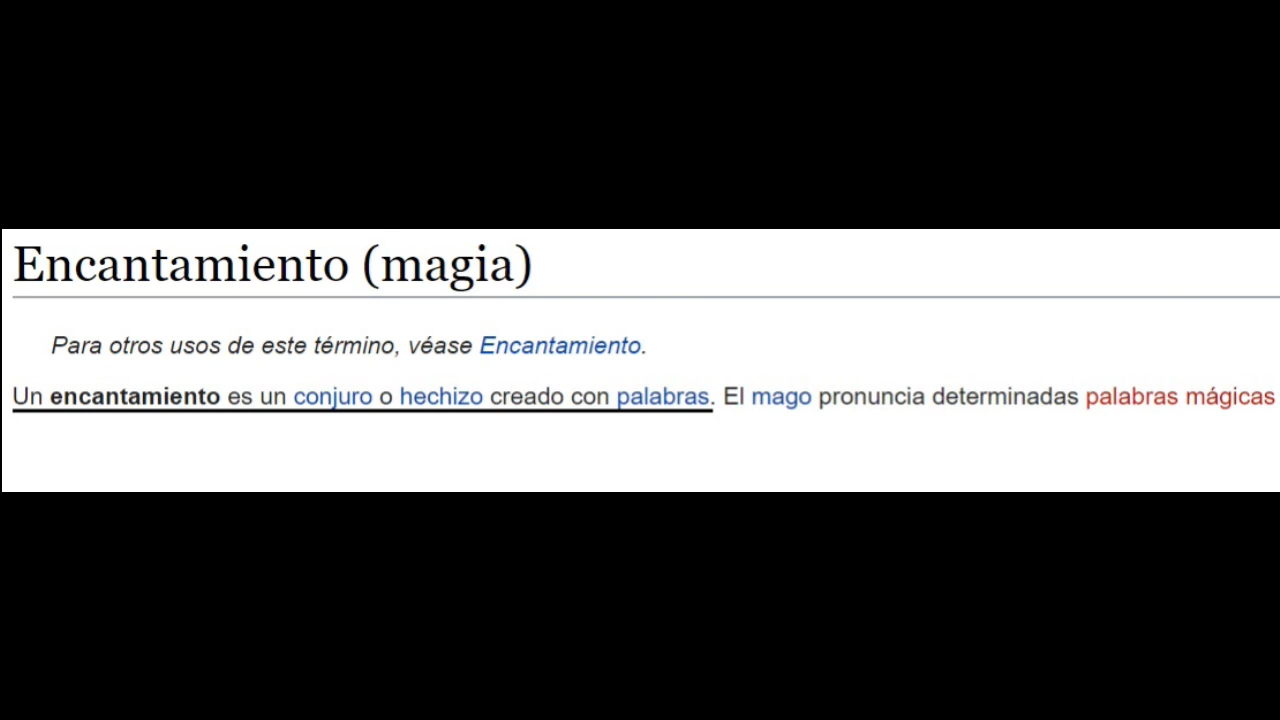 Encantamiento (magia)
Para otros usos de este término, véase Encantamiento.
Un encantamiento es un conjuro o hechizo creado con palabras. El mago pronuncia determinadas palabras mágicas